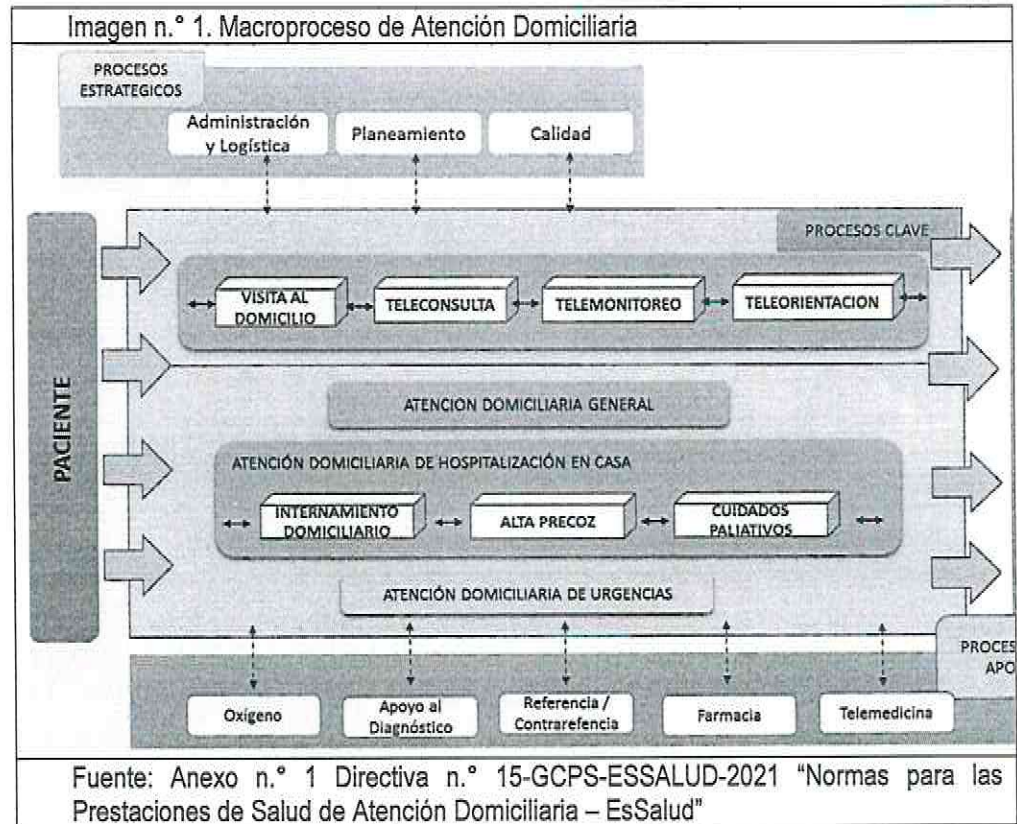 Imagen n.° 1. Macroproceso de Atención Domiciliaria
PROCESOS
ESTRATEGICOS
Administración
y Logística
Planeamiento
Calidad
PACIENTE
PROCESOS CLAVE
VISITA AL
DOMICILIO
TELECONSULTA
TELEMONITOREO
TELEORIENTACION
ATENCION DOMICILIARIA GENERAL
ATENCIÓN DOMICILIARIA DE HOSPITALIZACIÓN EN CASA
INTERNAMIENTO
DOMICILIARIO
ALTA PRECOZ
CUIDADOS
PALIATIVOS
ATENCIÓN DOMICILIARIA DE URGENCIAS
PROCES
APO
Oxígeno
Apoyo al
Diagnóstico
Referencia /
Contrarefencia
Farmacia
Telemedicina
Fuente: Anexo n.° 1 Directiva n.° 15-GCPS-ESSALUD-2021 “Normas para las
Prestaciones de Salud de Atención Domiciliaria – EsSalud”